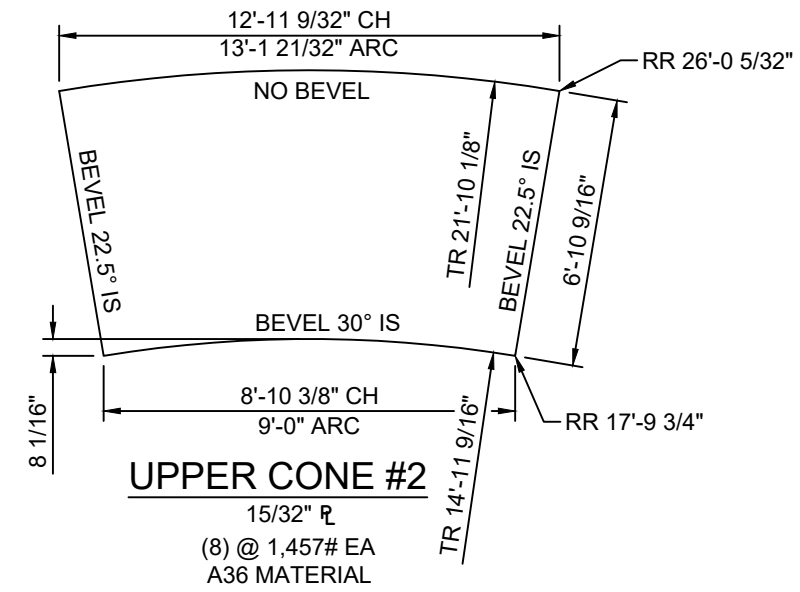 12'-11 9/32" CH
13'-1 21/32" ARC
RR 26'-0 5/32"
NO BEVEL
BEVEL 22.5° IS
TR 21'-10 1/8"
BEVEL 22.5° IS
6'-10 9/16"
BEVEL 30° IS
8 1/16"
8'-10 3/8" CH
9'-0" ARC
TR 14'-11 9/16"
RR 17'-9 3/4"
UPPER CONE #2
15/32" ⅊
(8) @ 1,457# EA
A36 MATERIAL